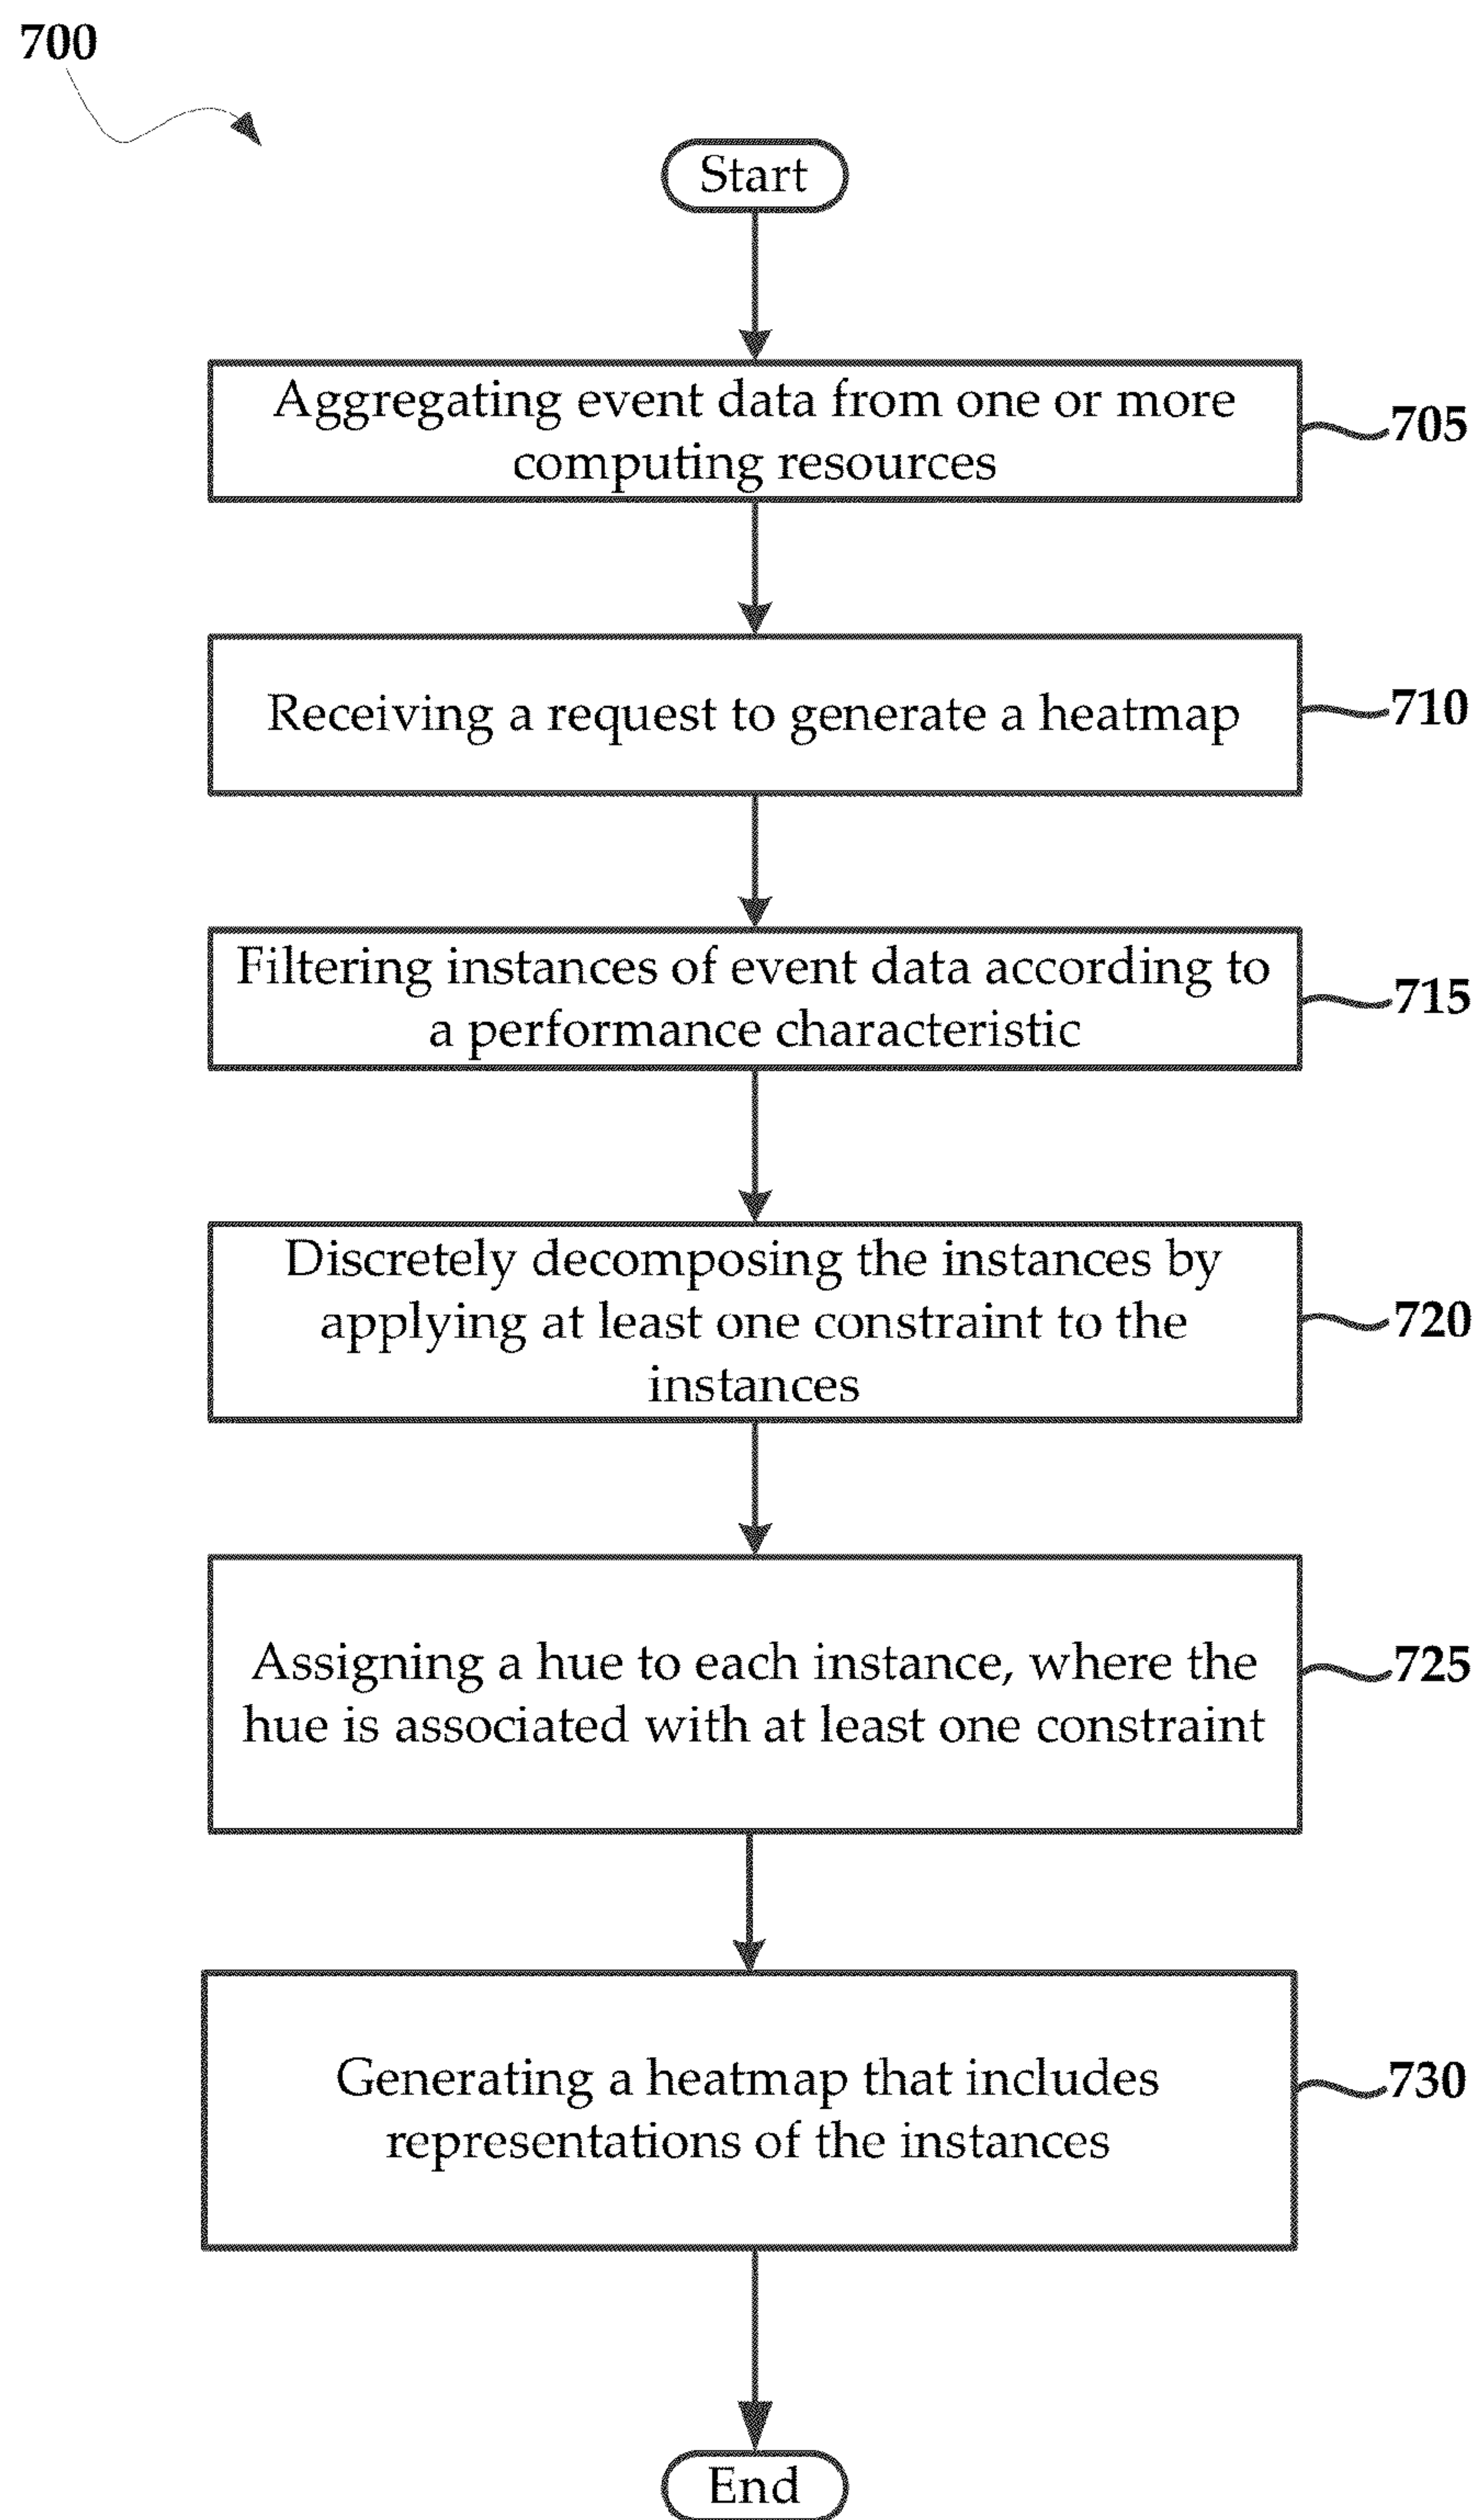 700
Start
Aggregating event data from one or more
computing resources
705
Receiving a request to generate a heatmap
710
Filtering instances of event data according to
a performance characteristic
715
Discretely decomposing the instances by
applying at least one constraint to the
instances
720
Assigning a hue to each instance, where the
hue is associated with at least one constraint
725
Generating a heatmap that includes
representations of the instances
730
End